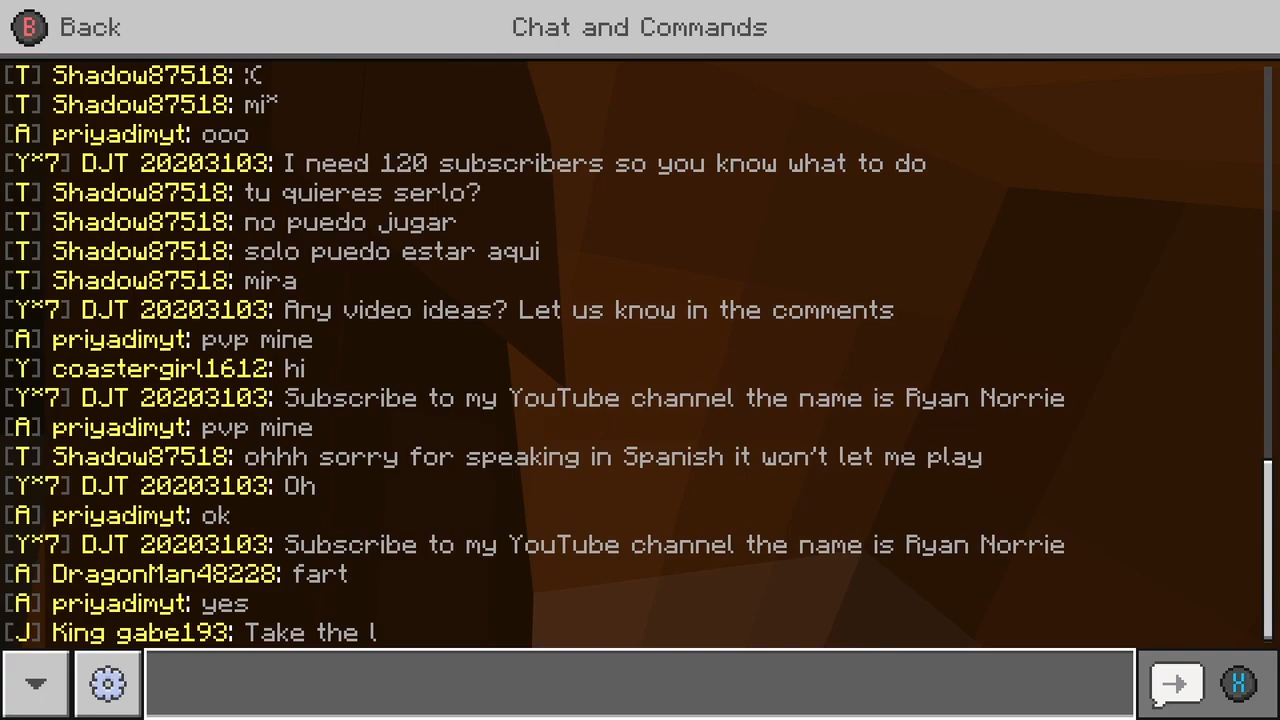 B Back
Chat and Commands
[T] Shadow87518: :(
[T] Shadow87518: mi*
[A] priyadimyt: ooo
[Y*7] DJT 20203103: I need 120 subscribers so you know what to do
[T] Shadow87518: tu quieres serlo?
[T] Shadow87518: no puedo jugar
[T] Shadow87518: solo puedo estar aqui
[T] Shadow87518: mira
[Y*7] DJT 20203103: Any video ideas? Let us know in the comments
[A] priyadimyt: pvp mine
[Y] coastergirl1612: hi
[Y*7] DJT 20203103: Subscribe to my YouTube channel the name is Ryan Norrie
[A] priyadimyt: pvp mine
[T] Shadow87518: ohhh sorry for speaking in Spanish it won't let me play
[Y*7] DJT 20203103: Oh
[A] priyadimyt: ok
[Y*7] DJT 20203103: Subscribe to my YouTube channel the name is Ryan Norrie
[A] DragonMan48228: fart
[A] priyadimyt: yes
[J] King gabe193: Take the l
X